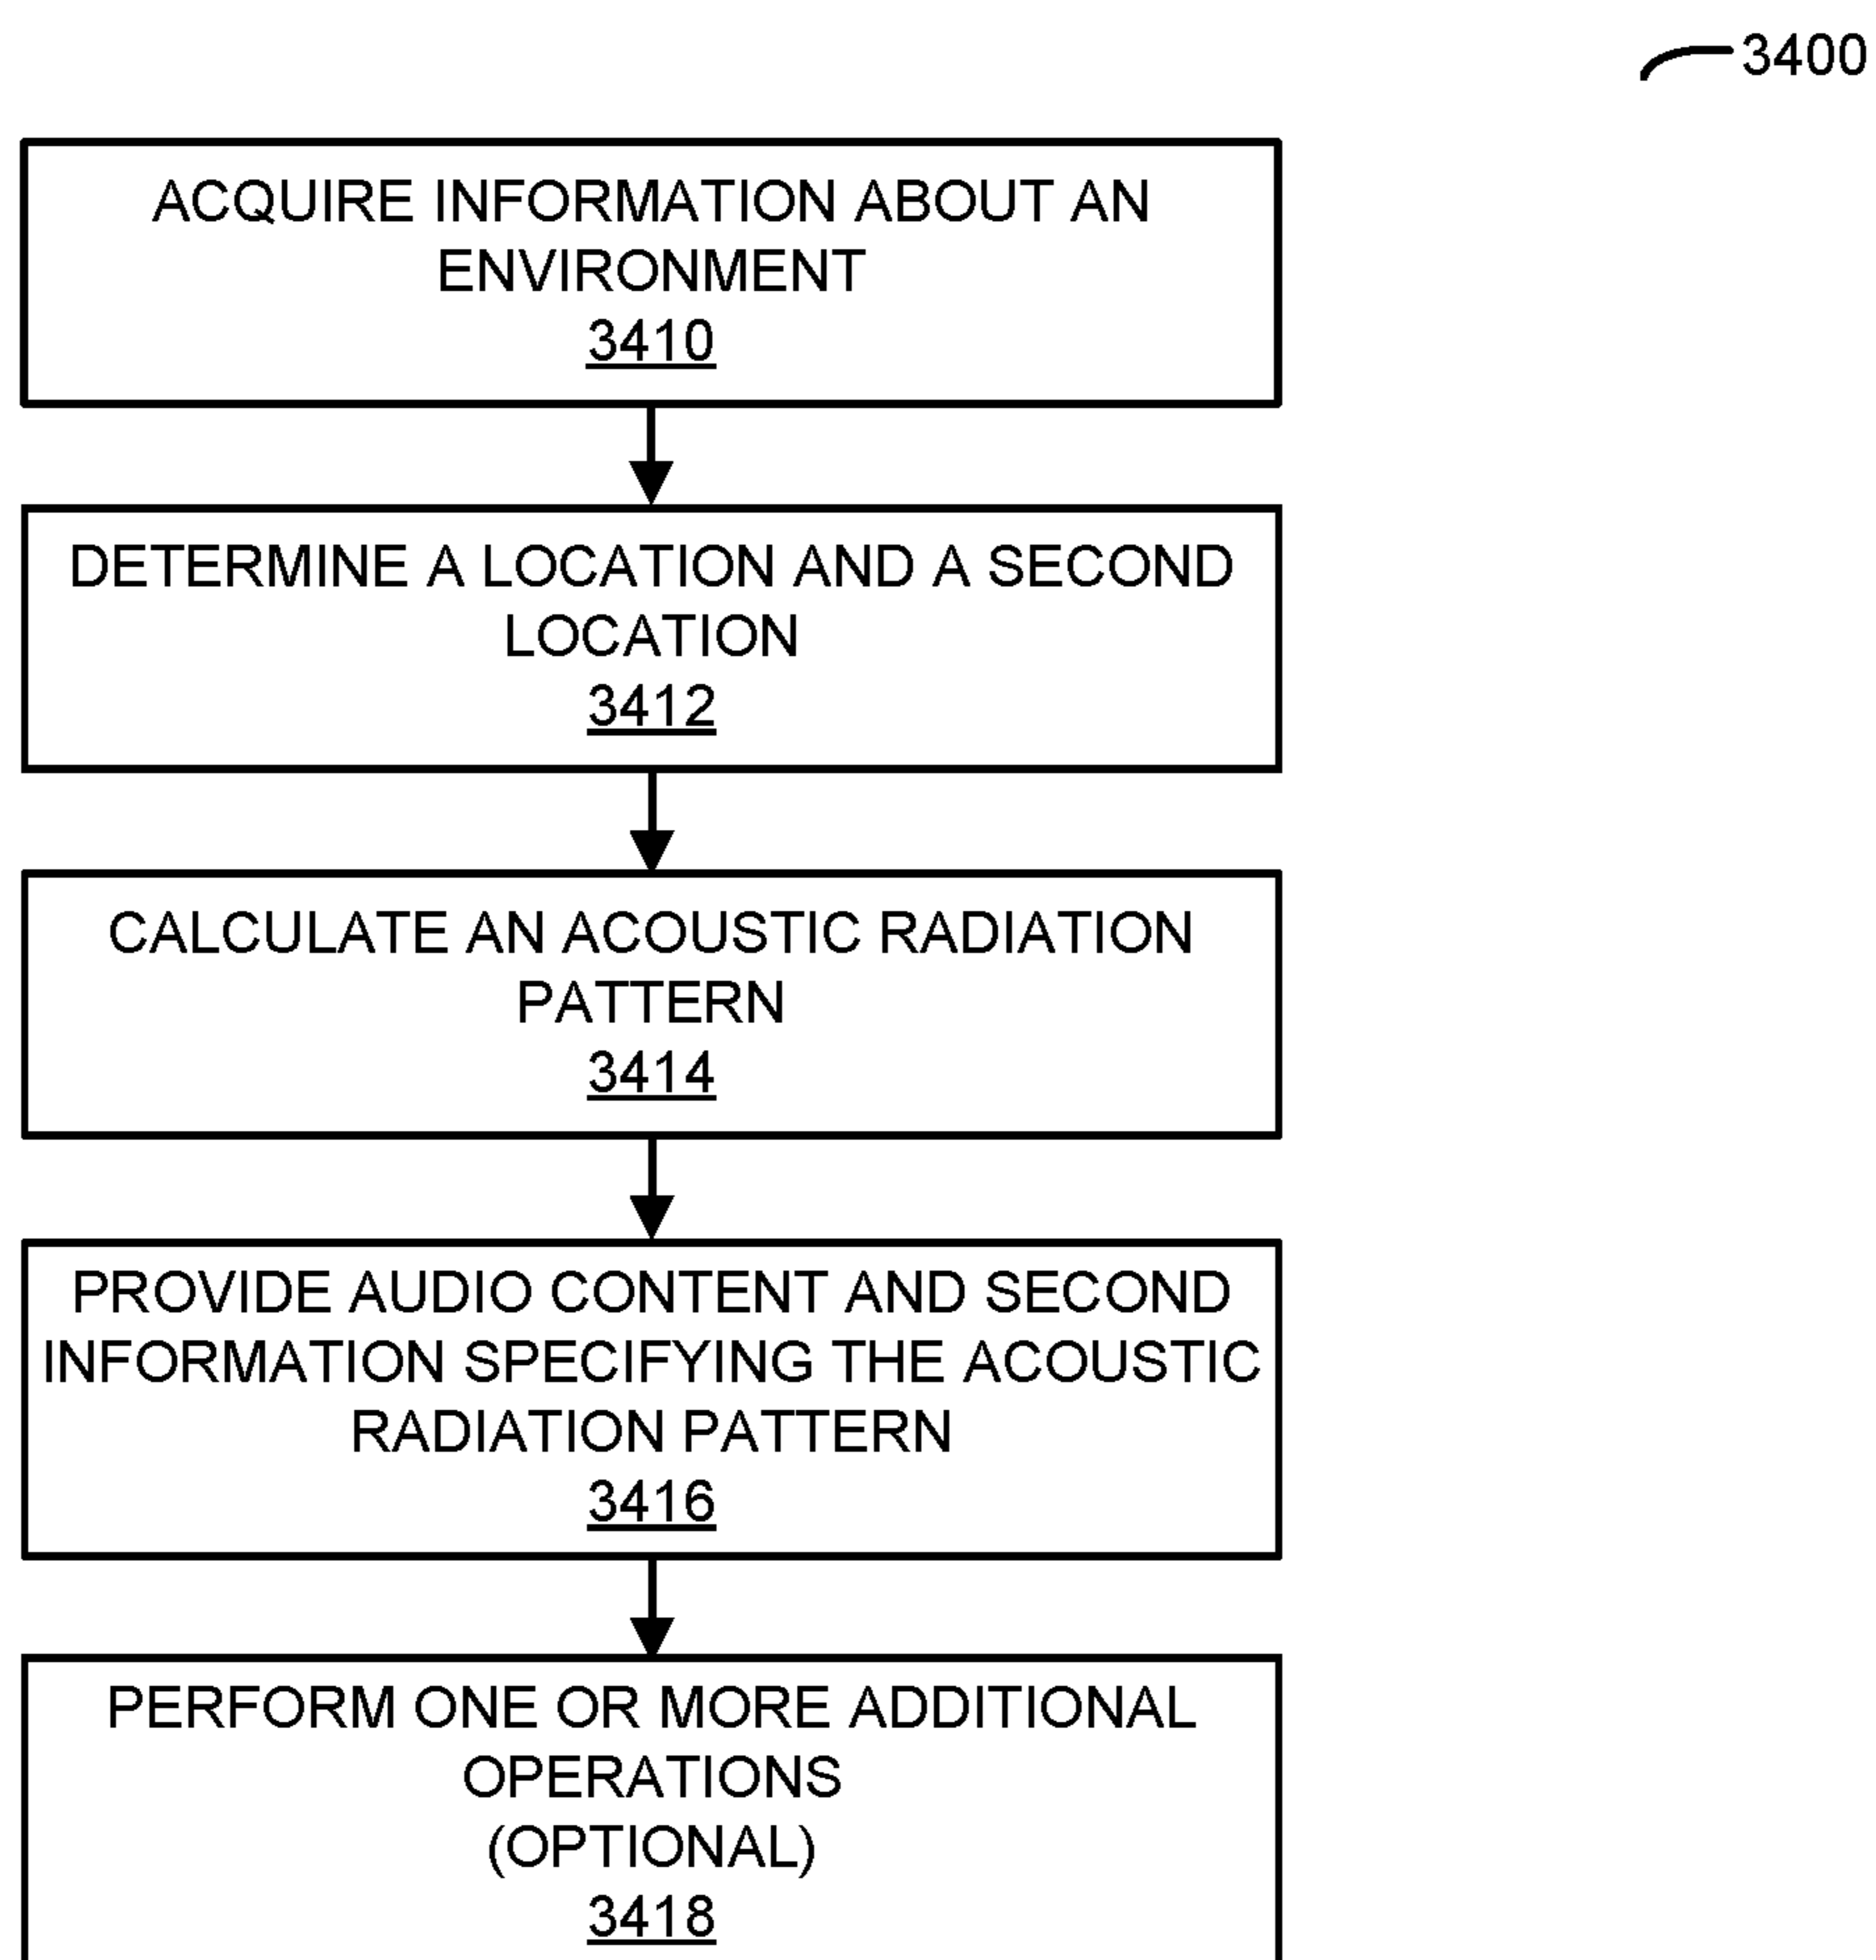 3400
ACQUIRE INFORMATION ABOUT AN
ENVIRONMENT
3410
DETERMINE A LOCATION AND A SECOND
LOCATION
3412
CALCULATE AN ACOUSTIC RADIATION
PATTERN
3414
PROVIDE AUDIO CONTENT AND SECOND
INFORMATION SPECIFYING THE ACOUSTIC
RADIATION PATTERN
3416
PERFORM ONE OR MORE ADDITIONAL
OPERATIONS
(OPTIONAL)
3418